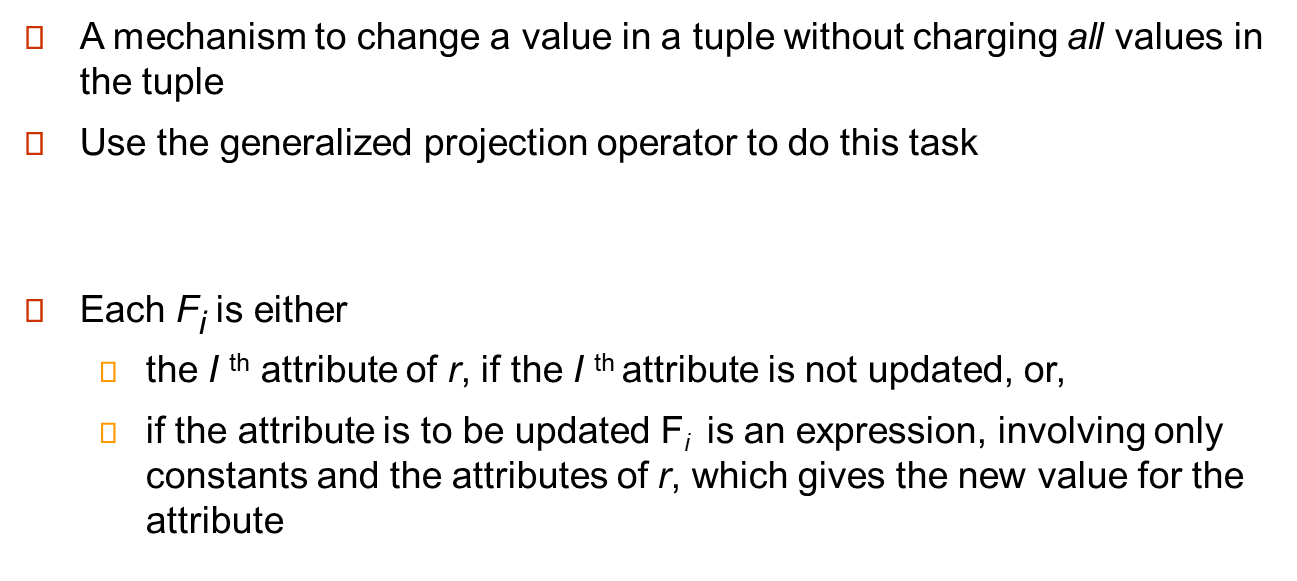 A mechanism to change a value in a tuple without charging all values in
the tuple
Use the generalized projection operator to do this task
Each Fi is either
the I th attribute of r, if the I th attribute is not updated, or,
if the attribute is to be updated Fi is an expression, involving only
constants and the attributes of r, which gives the new value for the
attribute